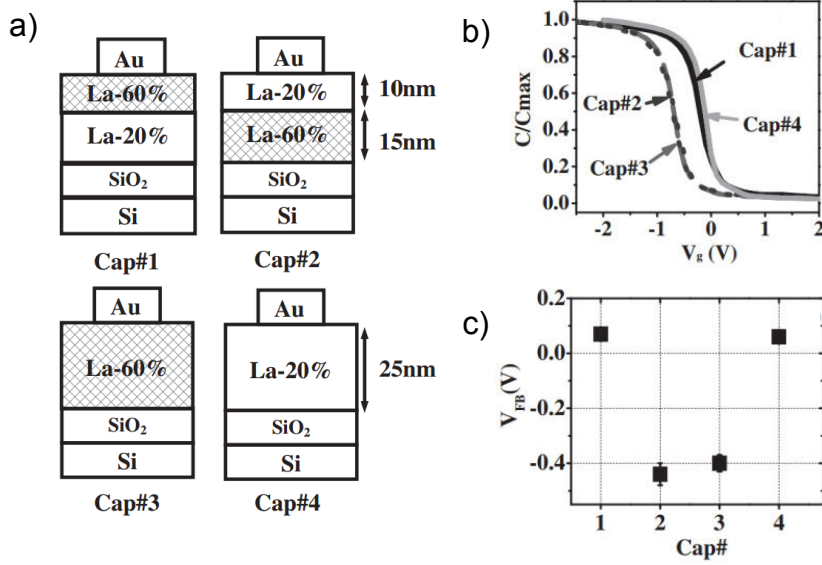 a)
Au
La-60%
La-20%
SiO₂
Si
Cap#1
Au
La-20%
La-60%
SiO₂
Si
Cap#2
10nm
15nm
Au
La-60%
SiO₂
Si
Cap#3
Au
La-20%
SiO₂
Si
Cap#4
25nm
b)
C/Cmax
1.0
0.8
0.6
0.4
0.2
0.0
Cap#1
Cap#2
Cap#4
Cap#3
-2 -1 0 1 2
V_g (V)
c)
V_FB(V)
0.2
0.0
-0.2
-0.4
1 2 3 4
Cap#